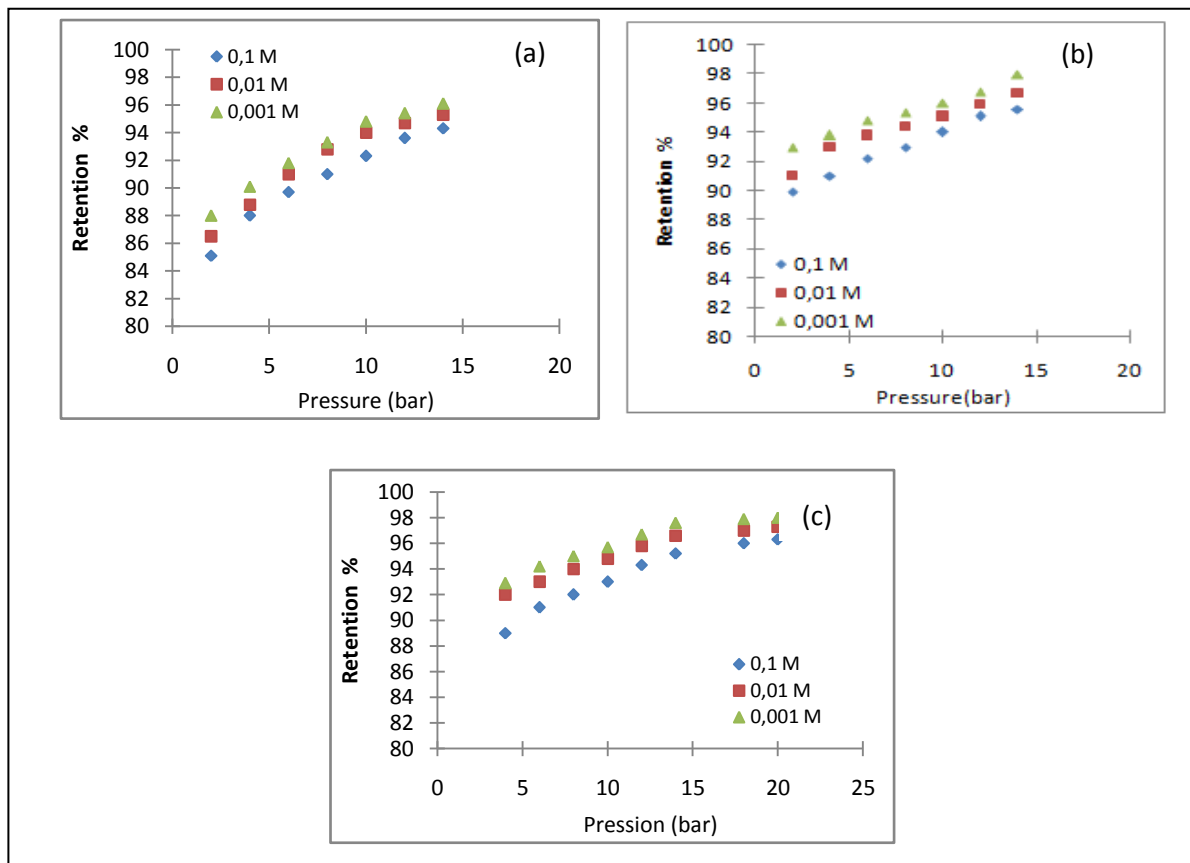 (a)
100
98
96
94
92
90
88
86
84
82
80
Retention %
0,1 M
0,01 M
0,001 M
0 5 10 15 20
Pressure (bar)
(b)
100
98
96
94
92
90
88
86
84
82
80
Retention %
0,1 M
0,01 M
0,001 M
0 5 10 15 20
Pressure(bar)
(c)
100
98
96
94
92
90
88
86
84
82
80
Retention %
0,1 M
0,01 M
0,001 M
0 5 10 15 20 25
Pression (bar)